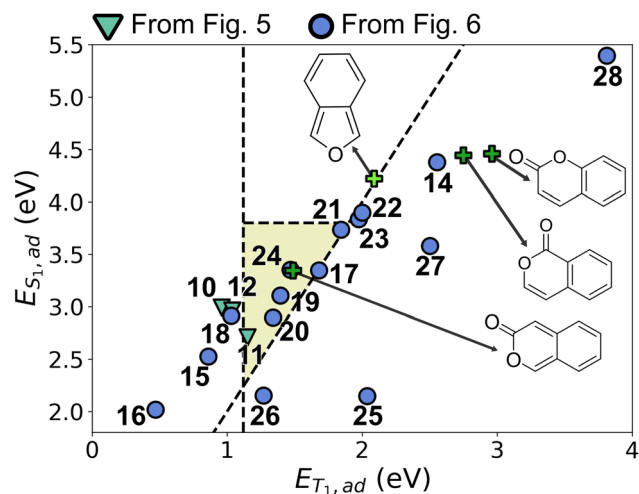 From Fig. 5 From Fig. 6
5.5
5.0
4.5
4.0
3.5
3.0
2.5
2.0
E_{S_1,ad} (eV)
28
O
14
O O
21 22
23
O
O
27
24
17
10 12
19
18
20
11
O
O
15
16
26
25
0 1 2 3 4
E_{T_1,ad} (eV)